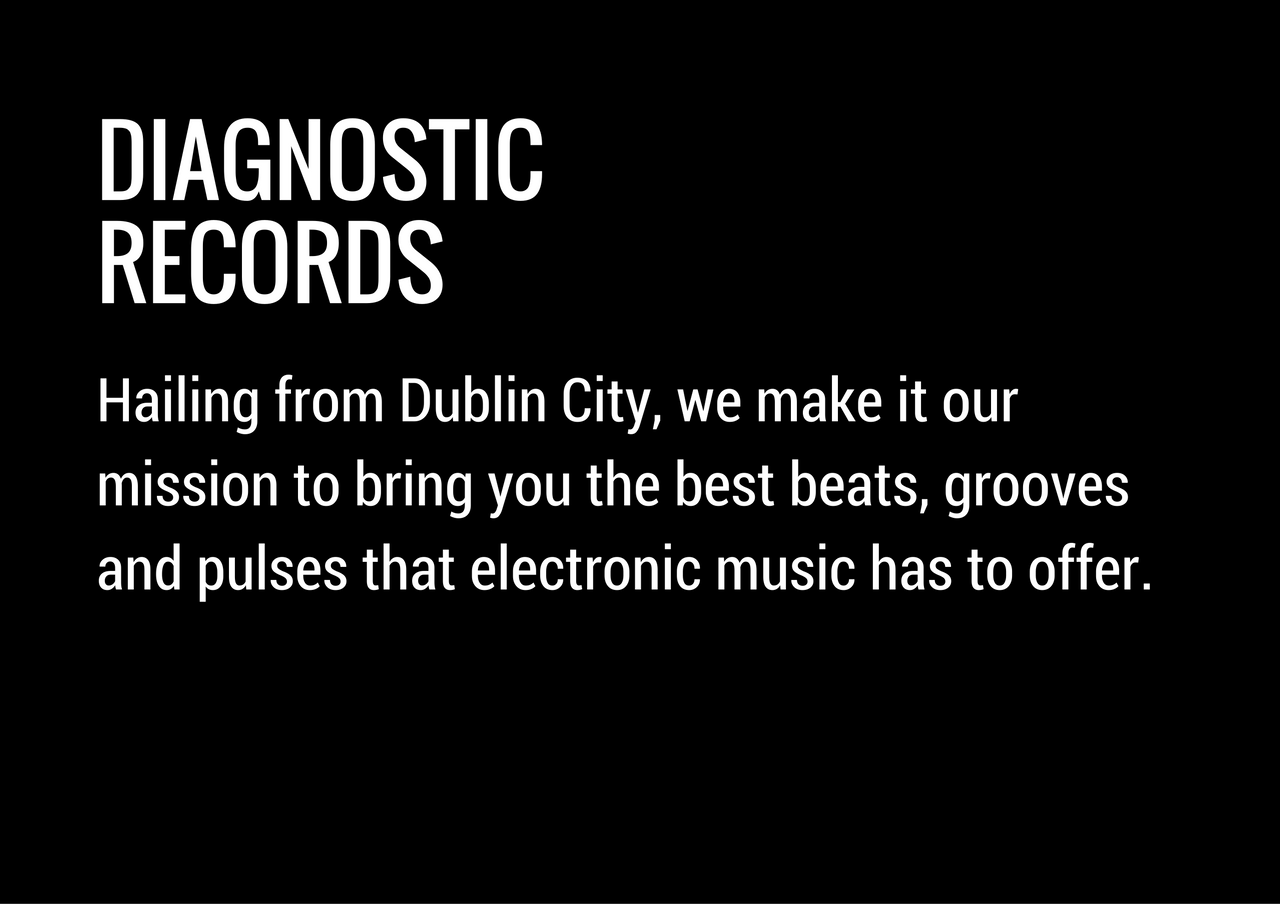 DIAGNOSTIC
RECORDS
Hailing from Dublin City, we make it our
mission to bring you the best beats, grooves
and pulses that electronic music has to offer.